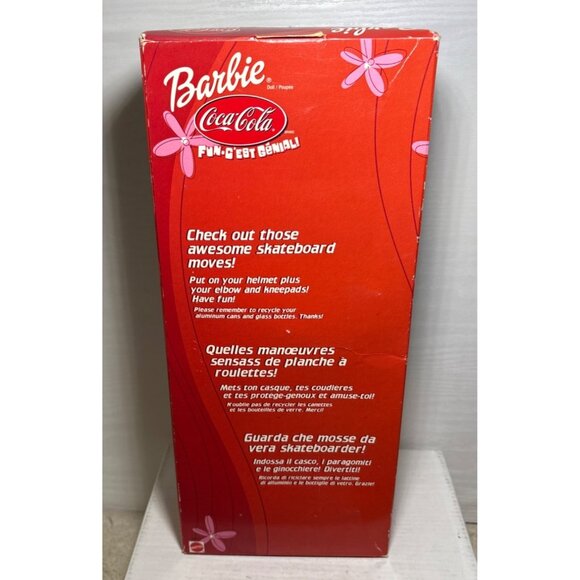 Barbie®
Doll / Poupée
Coca-Cola®
FUN•C'EST GÉNIAL!
Check out those
awesome skateboard
moves!
Put on your helmet plus
your elbow and kneepads!
Have fun!
Please remember to recycle your
aluminum cans and glass bottles. Thanks!
Quelles manœuvres
sensass de planche à
roulettes!
Mets ton casque, tes coudières
et tes protège-genoux et amuse-toi!
N'oublie pas de recycler les canettes
et les bouteilles de verre. Merci!
Guarda che mosse da
vera skateboarder!
Indossa il casco, i paragomiti
e le ginocchiere! Divertiti!
Ricorda di riciclare sempre le lattine
di alluminio e le bottiglie di vetro. Grazie!